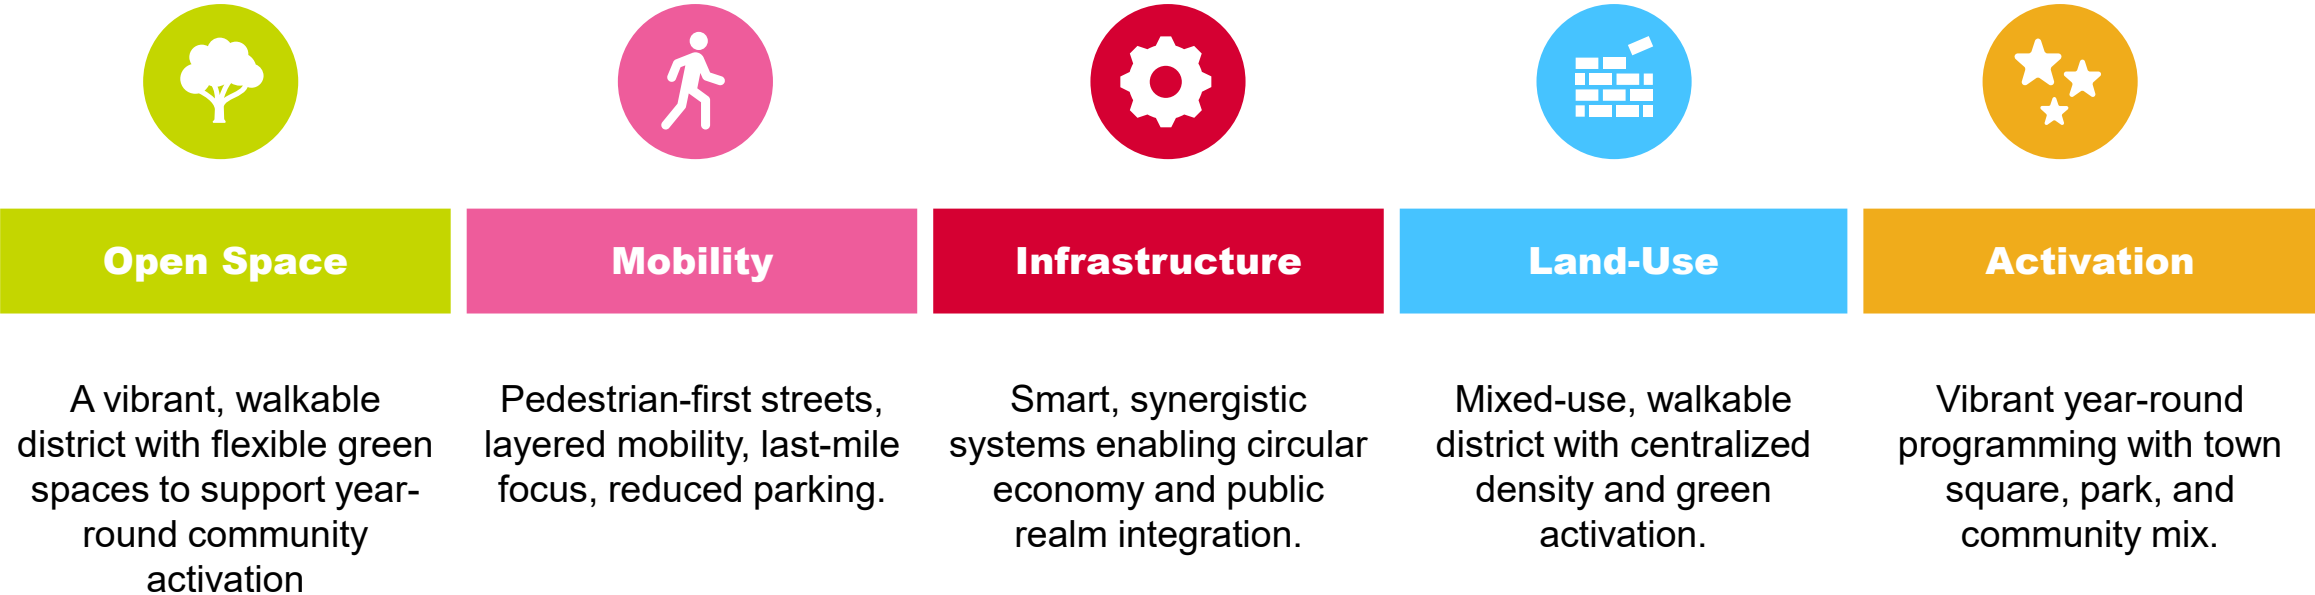 Open Space
Mobility
Infrastructure
Land-Use
Activation
A vibrant, walkable
district with flexible green
spaces to support year-
round community
activation
Pedestrian-first streets,
layered mobility, last-mile
focus, reduced parking.
Smart, synergistic
systems enabling circular
economy and public
realm integration.
Mixed-use, walkable
district with centralized
density and green
activation.
Vibrant year-round
programming with town
square, park, and
community mix.